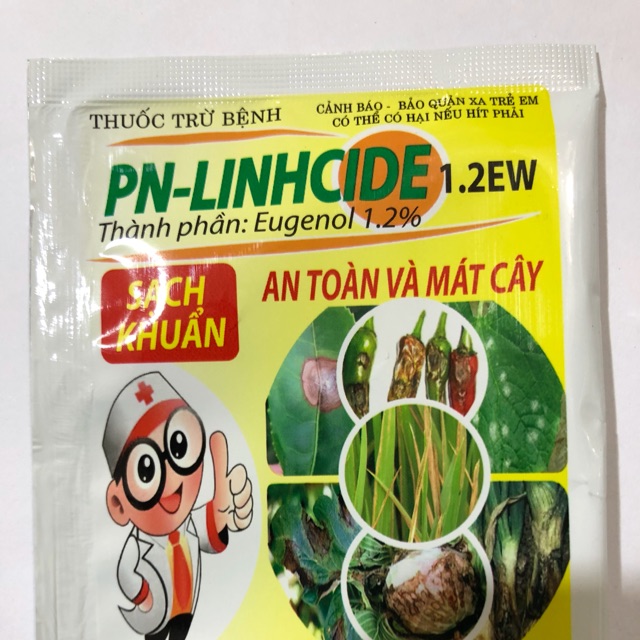 THUỐC TRỪ BỆNH
CẢNH BÁO - BẢO QUẢN XA TRẺ EM
CÓ THỂ CÓ HẠI NẾU HÍT PHẢI
PN-LINHCIDE 1.2EW
Thành phần: Eugenol 1.2%
SẠCH
KHUẨN
AN TOÀN VÀ MÁT CÂY